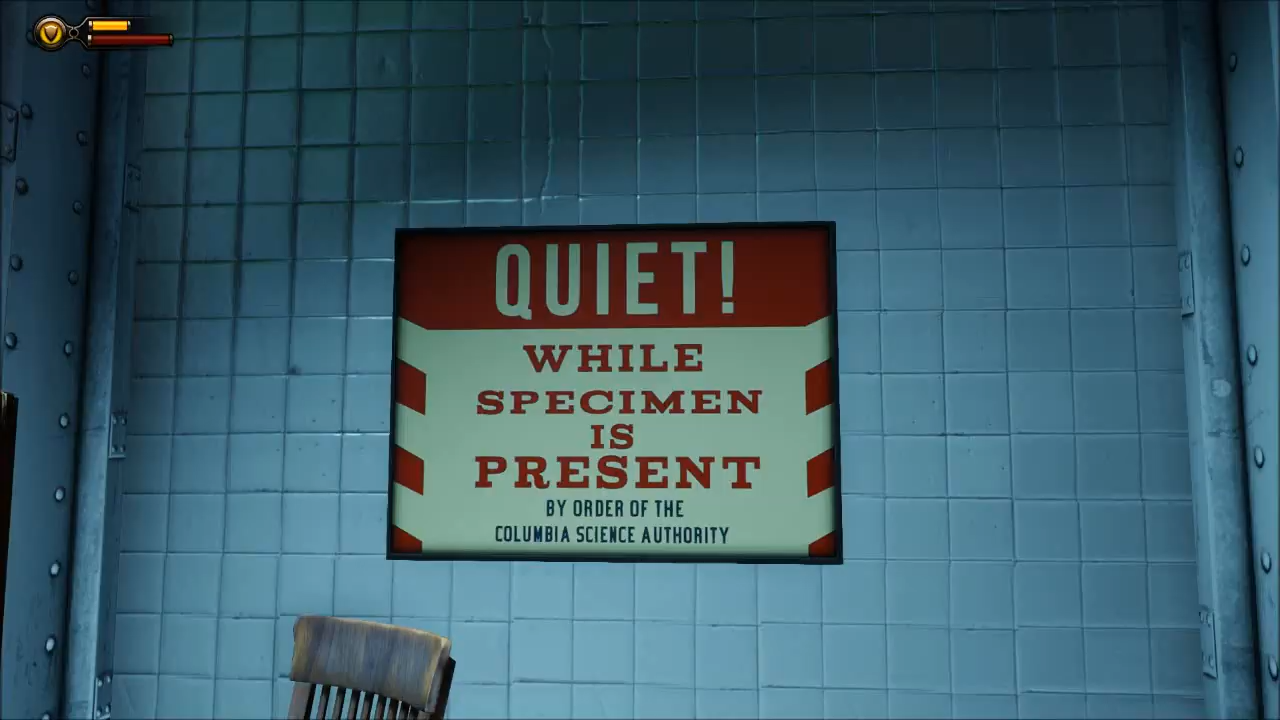 QUIET!
WHILE
SPECIMEN
IS
PRESENT
BY ORDER OF THE
COLUMBIA SCIENCE AUTHORITY